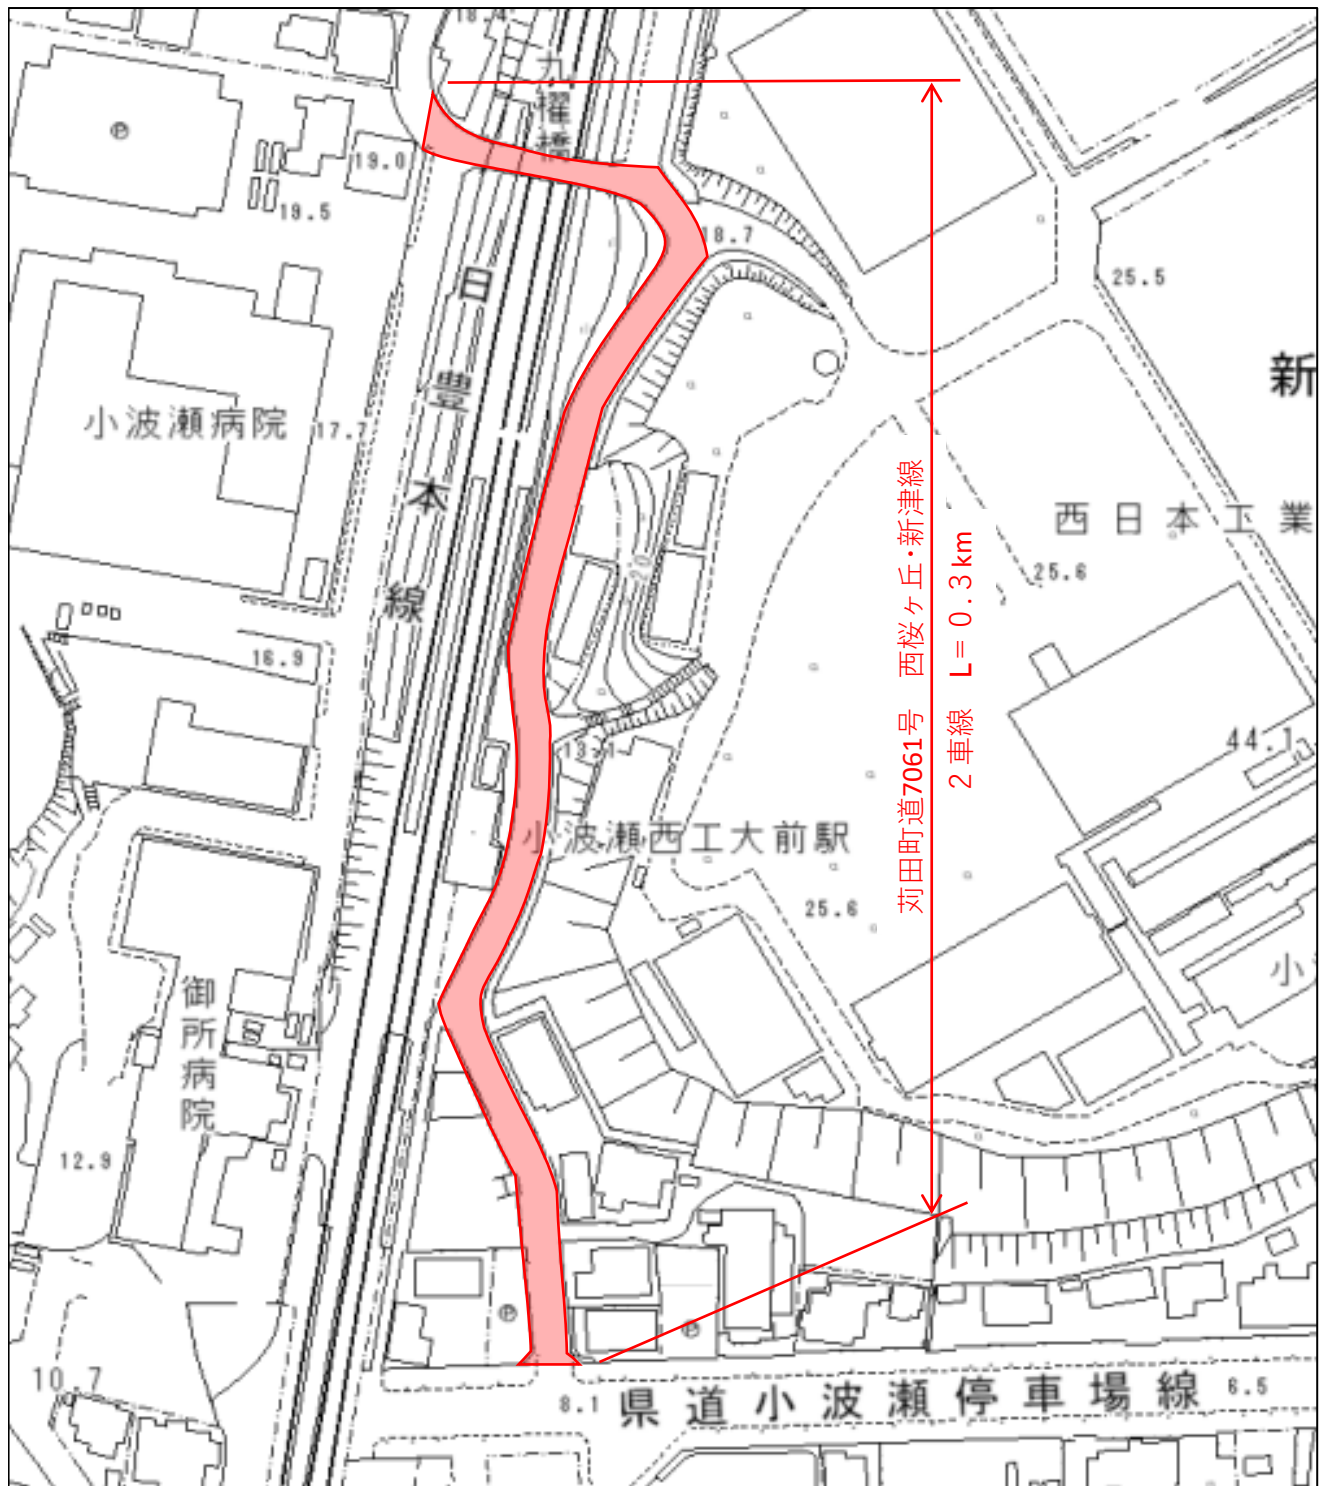 18.4
九櫂橋
Ⓟ
19.0
19.5
18.7
25.5
日豊本線
新
小波瀬病院
17.7
西日本工業
25.6
20
16.9
苅田町道7061号 西桜ヶ丘・新津線
2車線 L=0.3km
13.1
44.1
小波瀬西工大前駅
25.6
小
御所病院
12.9
Ⓟ
Ⓟ
10.7
8.1
県道小波瀬停車場線
6.5